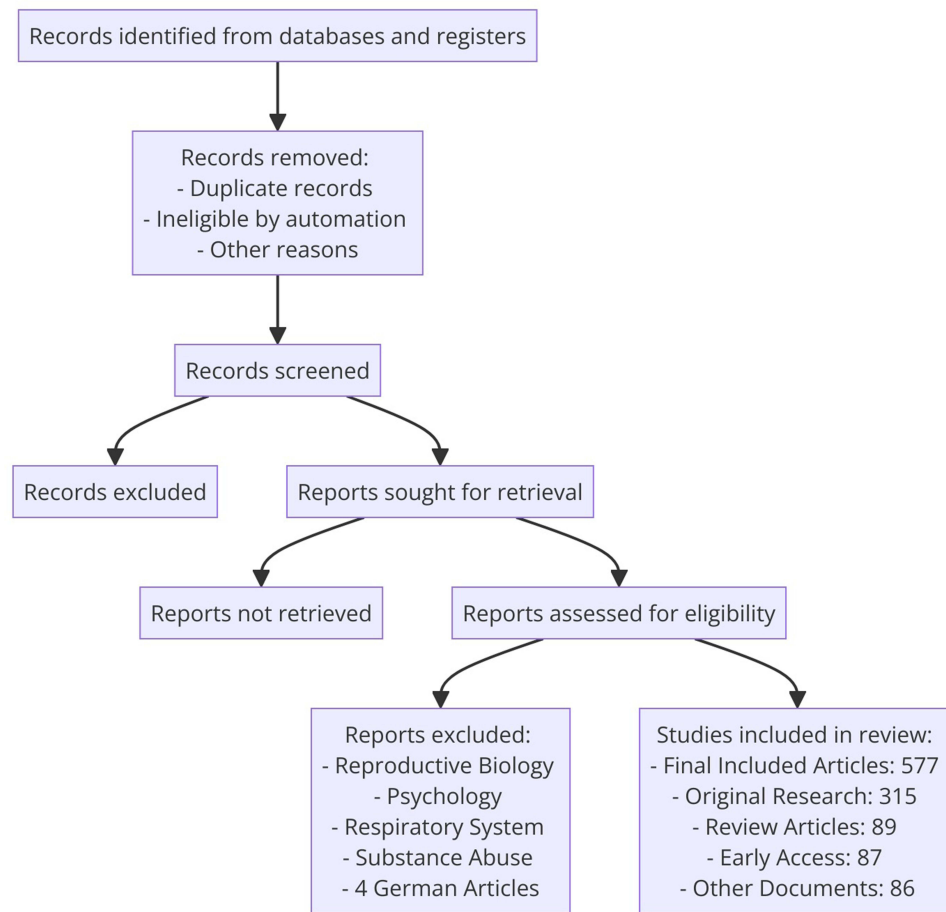 Records identified from databases and registers
Records removed:
- Duplicate records
- Ineligible by automation
- Other reasons
Records screened
Records excluded
Reports sought for retrieval
Reports not retrieved
Reports assessed for eligibility
Reports excluded:
- Reproductive Biology
- Psychology
- Respiratory System
- Substance Abuse
- 4 German Articles
Studies included in review:
- Final Included Articles: 577
- Original Research: 315
- Review Articles: 89
- Early Access: 87
- Other Documents: 86